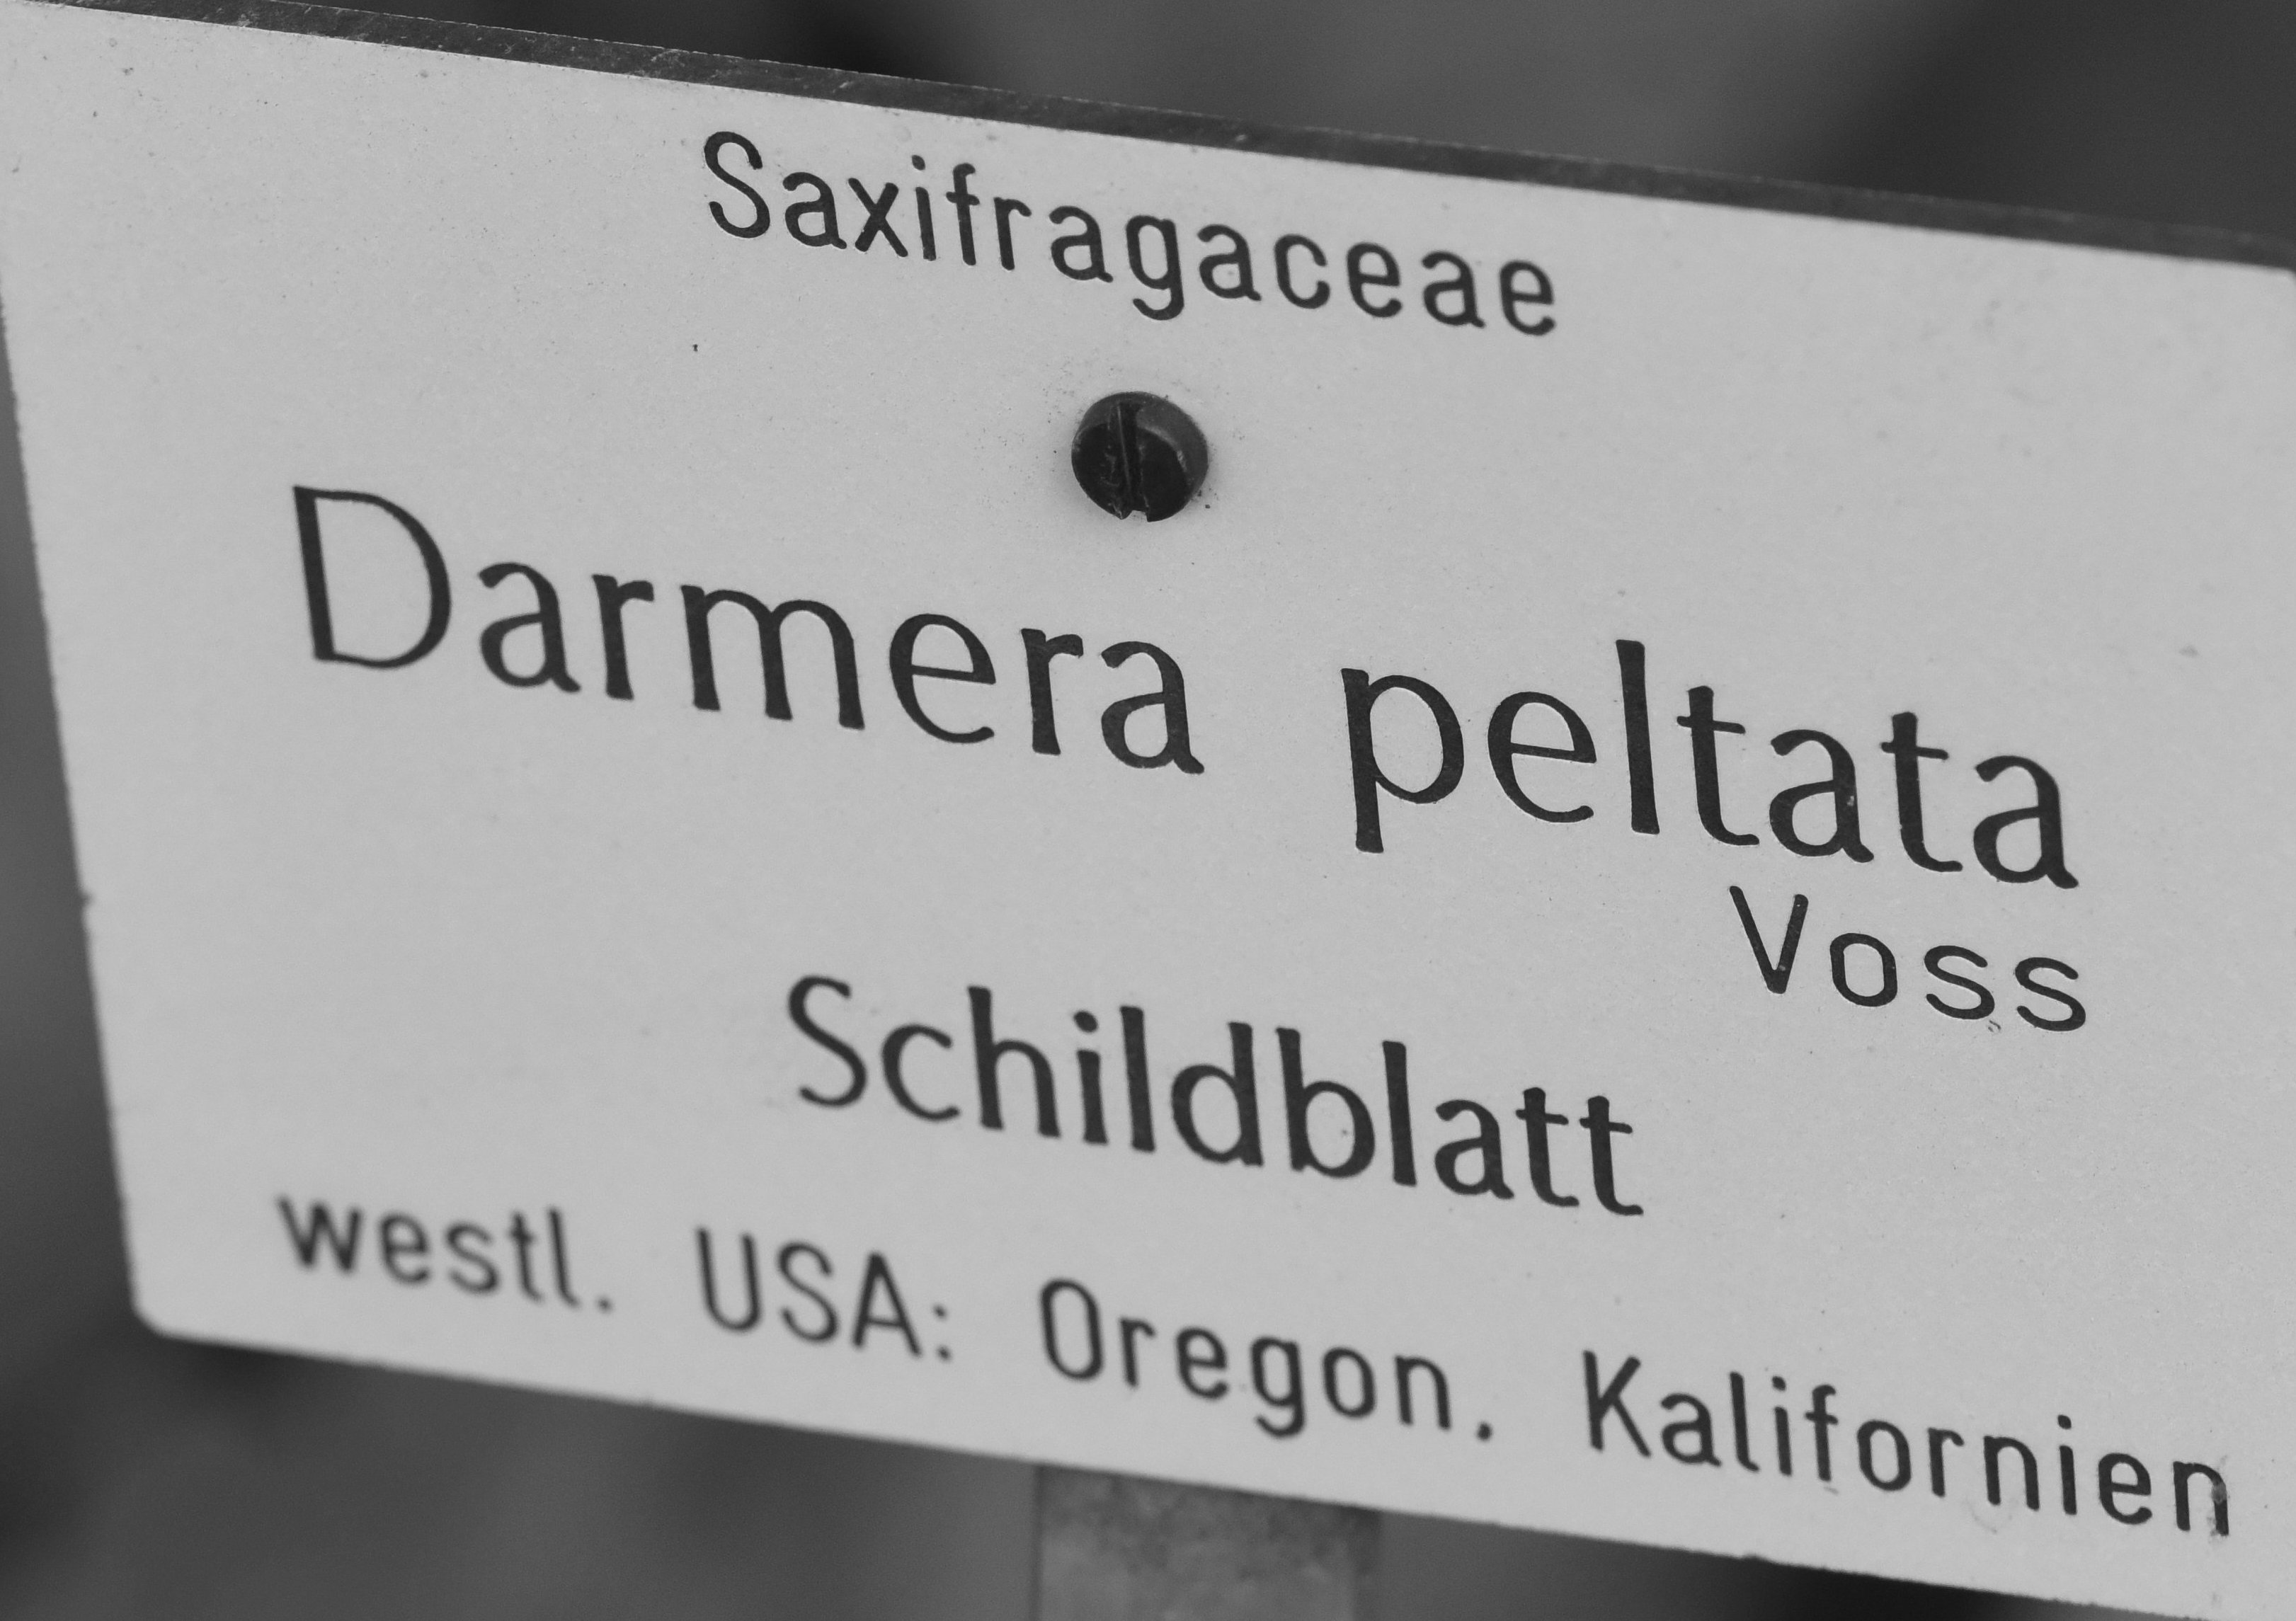 Saxifragaceae
Darmera peltata
Voss
Schildblatt
westl. USA: Oregon, Kalifornien